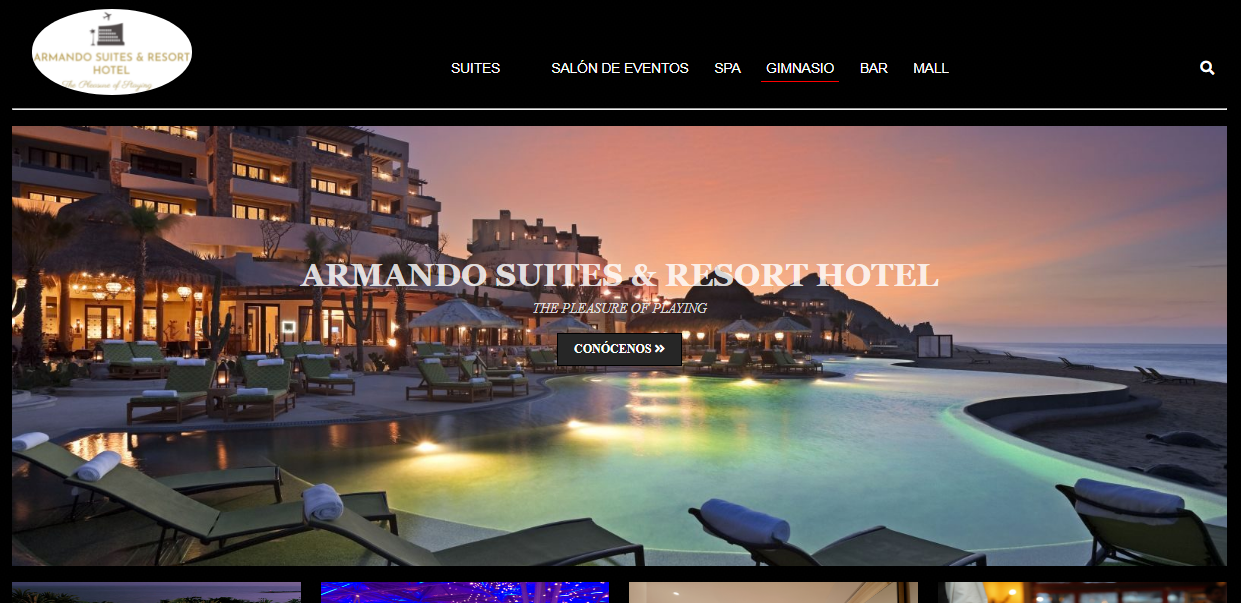 ARMANDO SUITES & RESORT
HOTEL
The Pleasure of Playing
SUITES SALÓN DE EVENTOS SPA GIMNASIO BAR MALL
ARMANDO SUITES & RESORT HOTEL
THE PLEASURE OF PLAYING
CONÓCENOS